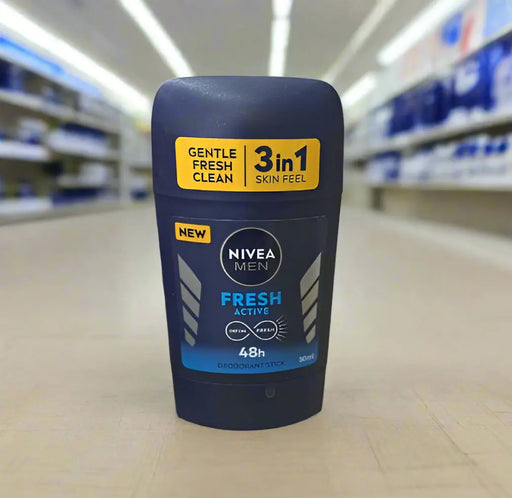 GENTLE
FRESH
CLEAN
3in1
SKIN FEEL
NEW
NIVEA
MEN
FRESH
ACTIVE
48h
DEODORANT STICK
50ml